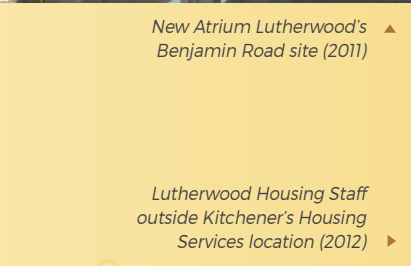 New Atrium Lutherwood's
Benjamin Road site (2011)
Lutherwood Housing Staff
outside Kitchener's Housing
Services location (2012)